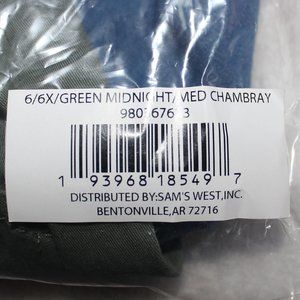 6/6X/GREEN MIDNIGHT/MED CHAMBRAY
1 93968 18549 7
DISTRIBUTED BY:SAM'S WEST,INC.
BENTONVILLE,AR 72716